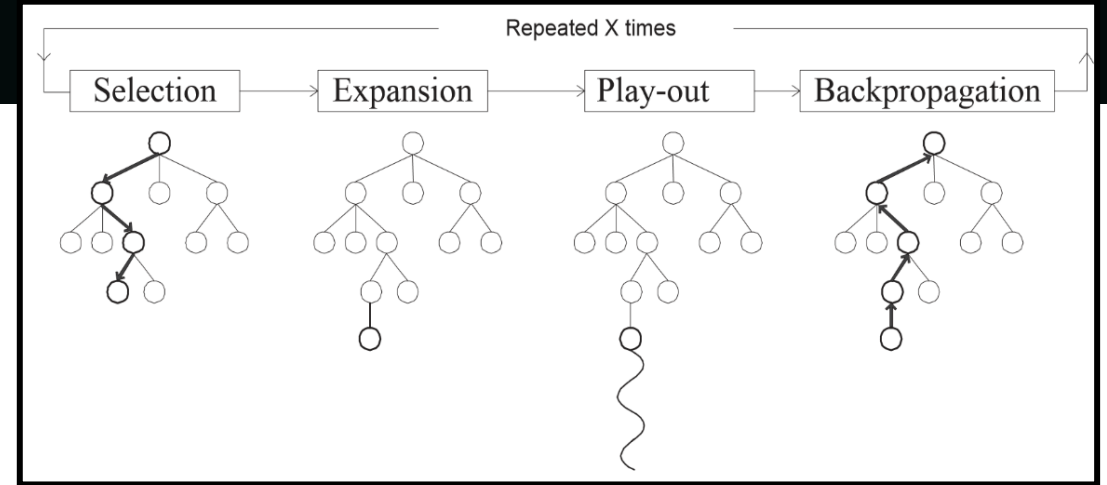 Repeated X times
Selection
Expansion
Play-out
Backpropagation